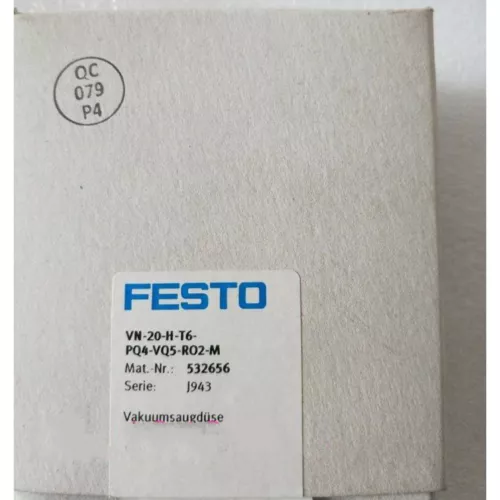 QC
079
P4
FESTO
VN-20-H-T6-
PQ4-VQ5-RO2-M
Mat.-Nr.: 532656
Serie: J943
Vakuumsaugdüse